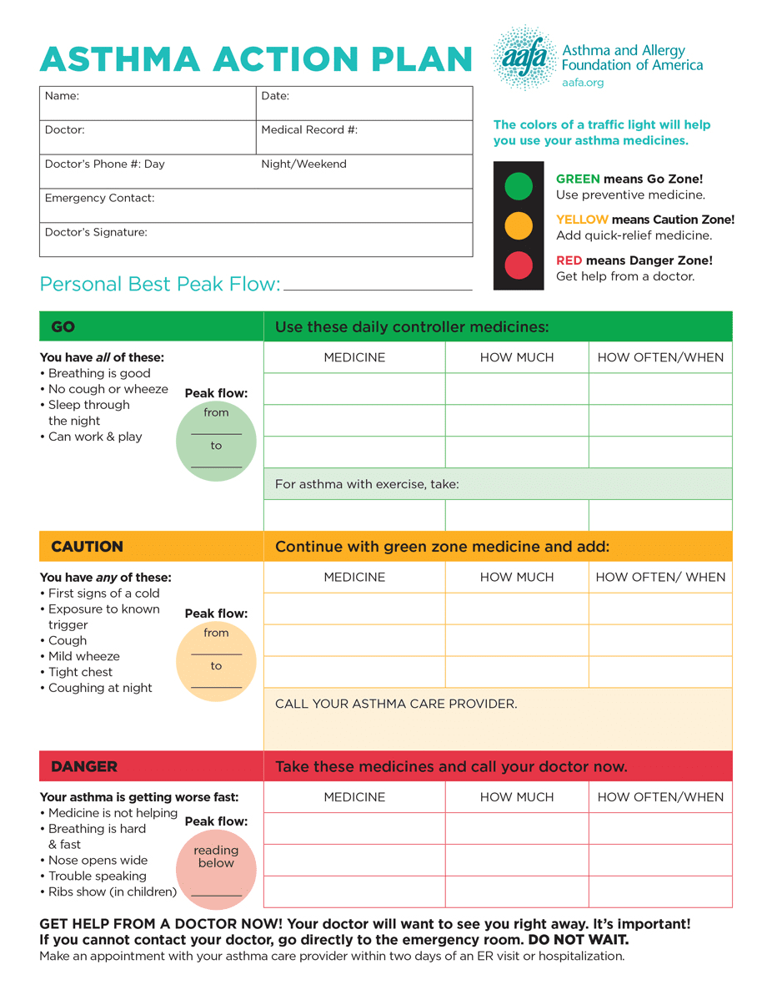 ASTHMA ACTION PLAN
aafa
Asthma and Allergy
Foundation of America
aafa.org
Name:
Date:
Doctor:
Medical Record #:
Doctor's Phone #: Day
Night/Weekend
Emergency Contact:
Doctor's Signature:
Personal Best Peak Flow:
The colors of a traffic light will help
you use your asthma medicines.
GREEN means Go Zone!
Use preventive medicine.
YELLOW means Caution Zone!
Add quick-relief medicine.
RED means Danger Zone!
Get help from a doctor.
GO
Use these daily controller medicines:
You have all of these:
• Breathing is good
• No cough or wheeze
• Sleep through
the night
• Can work & play
Peak flow:
from
to
MEDICINE
HOW MUCH
HOW OFTEN/WHEN
For asthma with exercise, take:
CAUTION
Continue with green zone medicine and add:
You have any of these:
• First signs of a cold
• Exposure to known
trigger
• Cough
• Mild wheeze
• Tight chest
• Coughing at night
Peak flow:
from
to
MEDICINE
HOW MUCH
HOW OFTEN/ WHEN
CALL YOUR ASTHMA CARE PROVIDER.
DANGER
Take these medicines and call your doctor now.
Your asthma is getting worse fast:
• Medicine is not helping
• Breathing is hard
& fast
• Nose opens wide
• Trouble speaking
• Ribs show (in children)
Peak flow:
reading
below
MEDICINE
HOW MUCH
HOW OFTEN/WHEN
GET HELP FROM A DOCTOR NOW! Your doctor will want to see you right away. It's important!
If you cannot contact your doctor, go directly to the emergency room. DO NOT WAIT.
Make an appointment with your asthma care provider within two days of an ER visit or hospitalization.